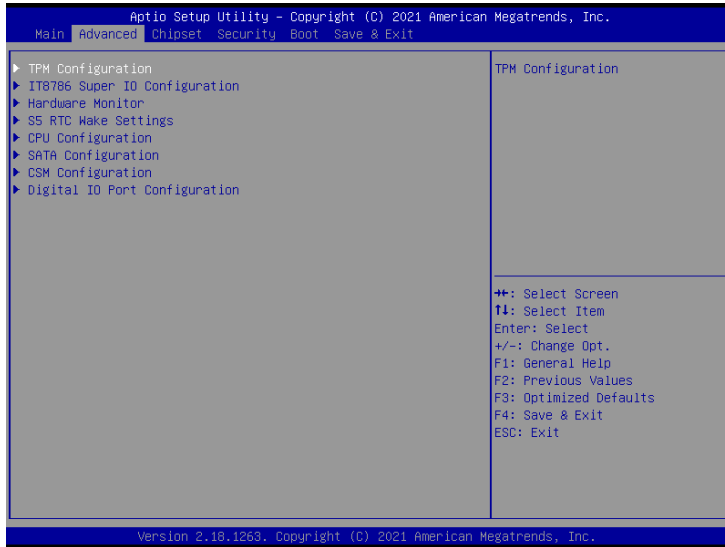 Aptio Setup Utility – Copyright (C) 2021 American Megatrends, Inc.
Main Advanced Chipset Security Boot Save & Exit
TPM Configuration
IT8786 Super IO Configuration
Hardware Monitor
S5 RTC Wake Settings
CPU Configuration
SATA Configuration
CSM Configuration
Digital IO Port Configuration
TPM Configuration
→←: Select Screen
↑↓: Select Item
Enter: Select
+/-: Change Opt.
F1: General Help
F2: Previous Values
F3: Optimized Defaults
F4: Save & Exit
ESC: Exit
Version 2.18.1263. Copyright (C) 2021 American Megatrends, Inc.